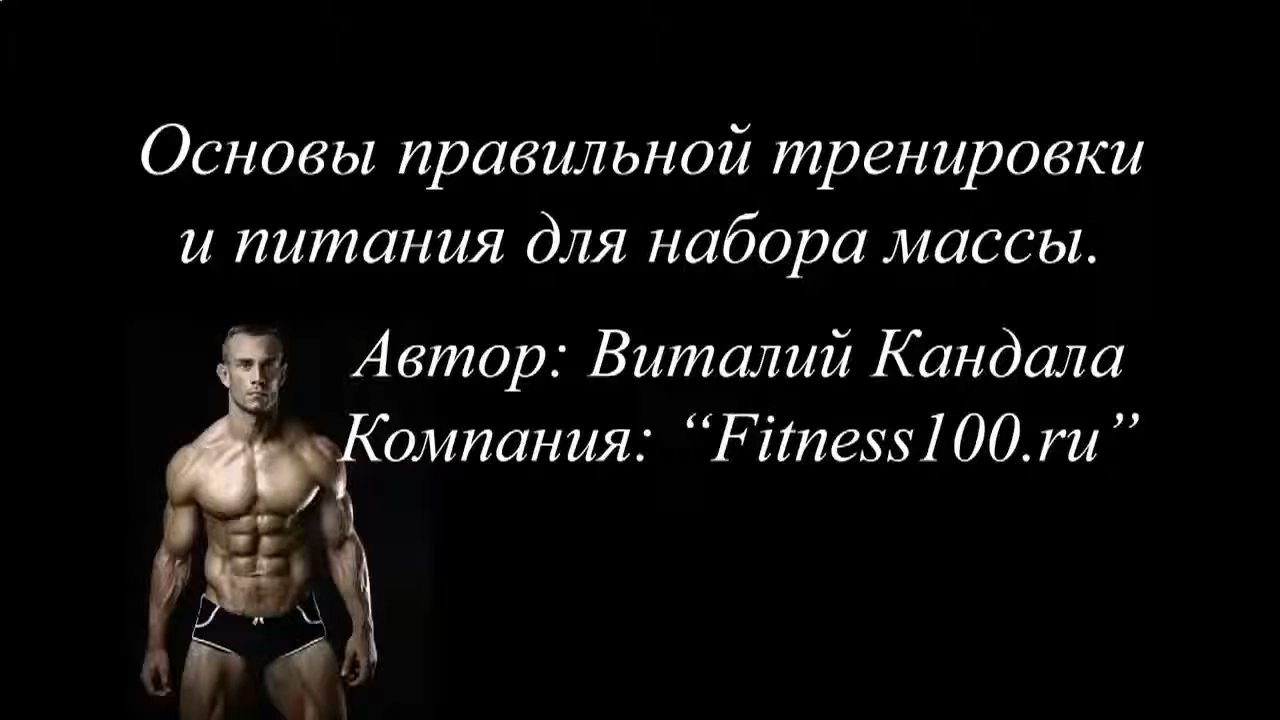 Основы правильной тренировки
и питания для набора массы.
Автор: Виталий Кандала
Компания: “Fitness100.ru”